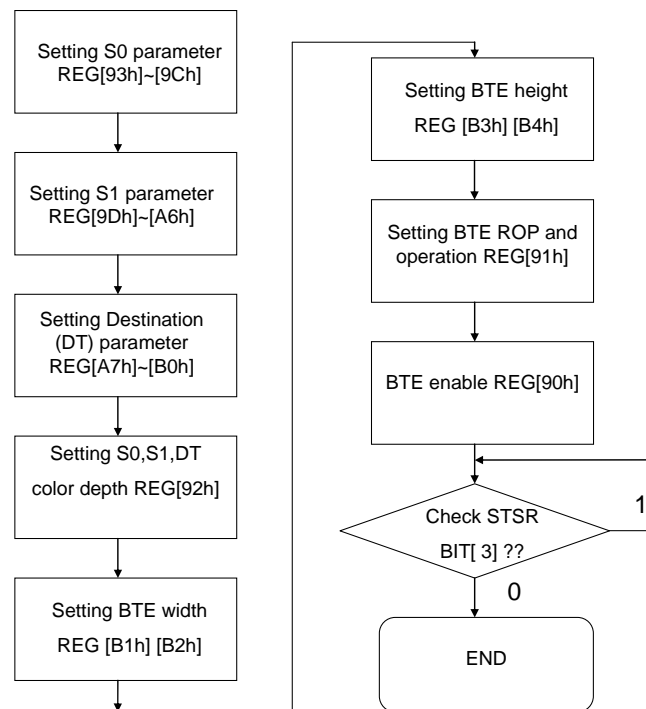 Setting S0 parameter
REG[93h]~[9Ch]
Setting S1 parameter
REG[9Dh]~[A6h]
Setting Destination
(DT) parameter
REG[A7h]~[B0h]
Setting S0,S1,DT
color depth REG[92h]
Setting BTE width
REG [B1h] [B2h]
Setting BTE height
REG [B3h] [B4h]
Setting BTE ROP and
operation REG[91h]
BTE enable REG[90h]
Check STSR
BIT[ 3] ??
1
0
END